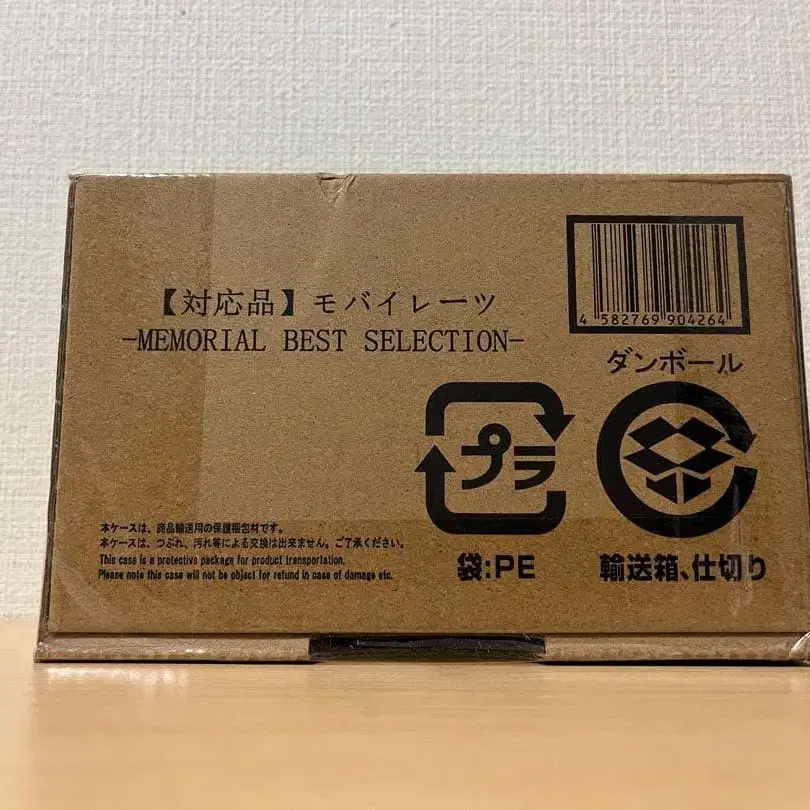 【対応品】モバイレーツ
-MEMORIAL BEST SELECTION-
4 582769 904264
ダンボール
プラ
袋:PE
輸送箱、仕切り
本ケースは、商品輸送用の保護梱包材です。
本ケースは、つぶれ、汚れ等による交換は出来ません。ご了承ください。
This case is a protective package for product transportation.
Please note this case will not be object for refund in case of damage etc.